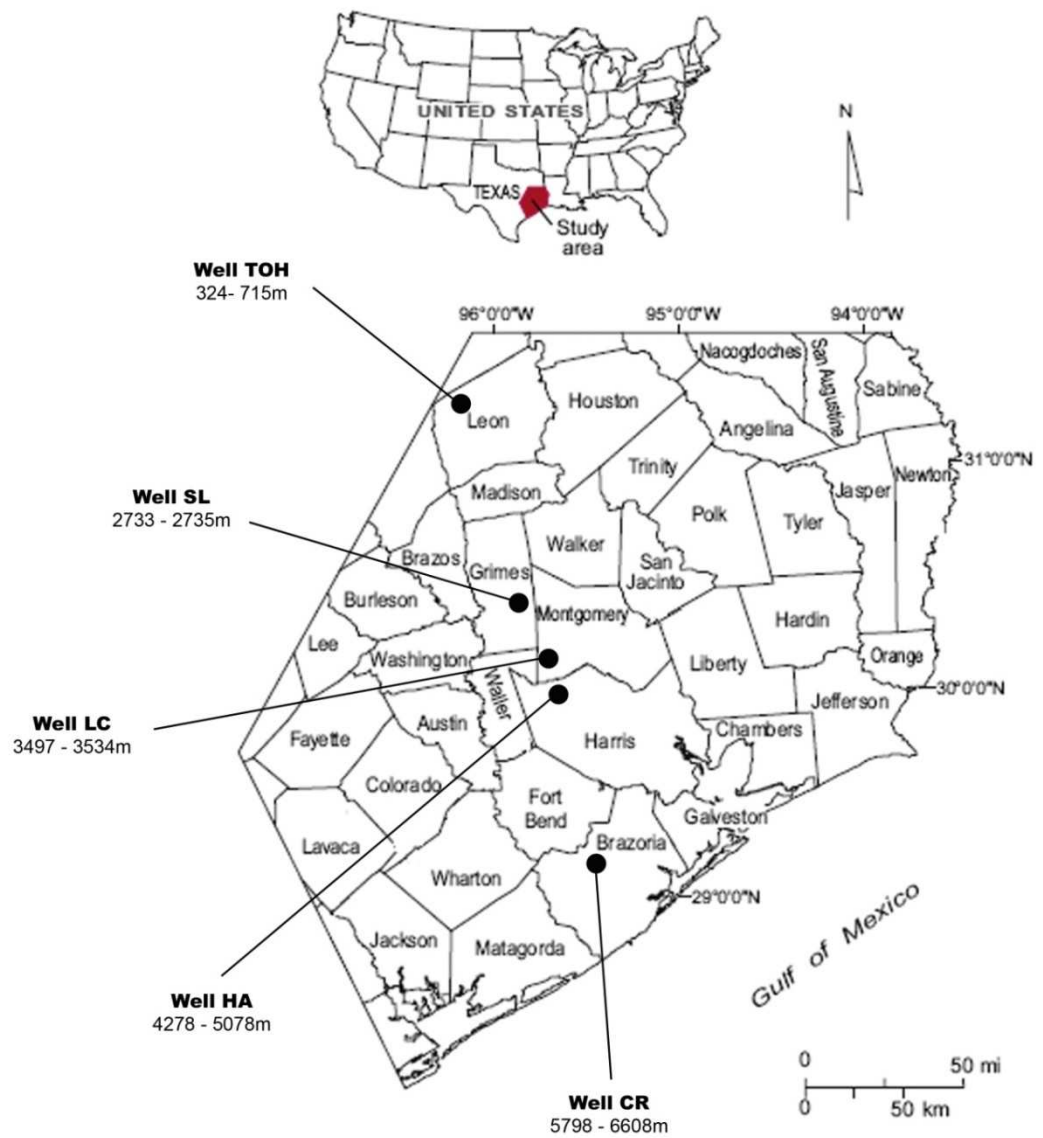 UNITED STATES
N
TEXAS
Study
area
Well TOH
324- 715m
96°0'0"W
95°0'0"W
94°0'0"W
Nacogdoches
San Augustine
Sabine
Houston
Leon
Angelina
31°0'0"N
Trinity
Newton
Madison
Jasper
Well SL
2733 - 2735m
Polk
Tyler
Walker
Brazos
Grimes
San
Jacinto
Burleson
Montgomery
Hardin
Lee
Washington
Liberty
Orange
30°0'0"N
Waller
Jefferson
Well LC
3497 - 3534m
Austin
Fayette
Harris
Chambers
Colorado
Fort
Bend
Galveston
Lavaca
Brazoria
Wharton
29°0'0"N
Jackson
Matagorda
Gulf of Mexico
Well HA
4278 - 5078m
0
50 mi
0
50 km
Well CR
5798 - 6608m